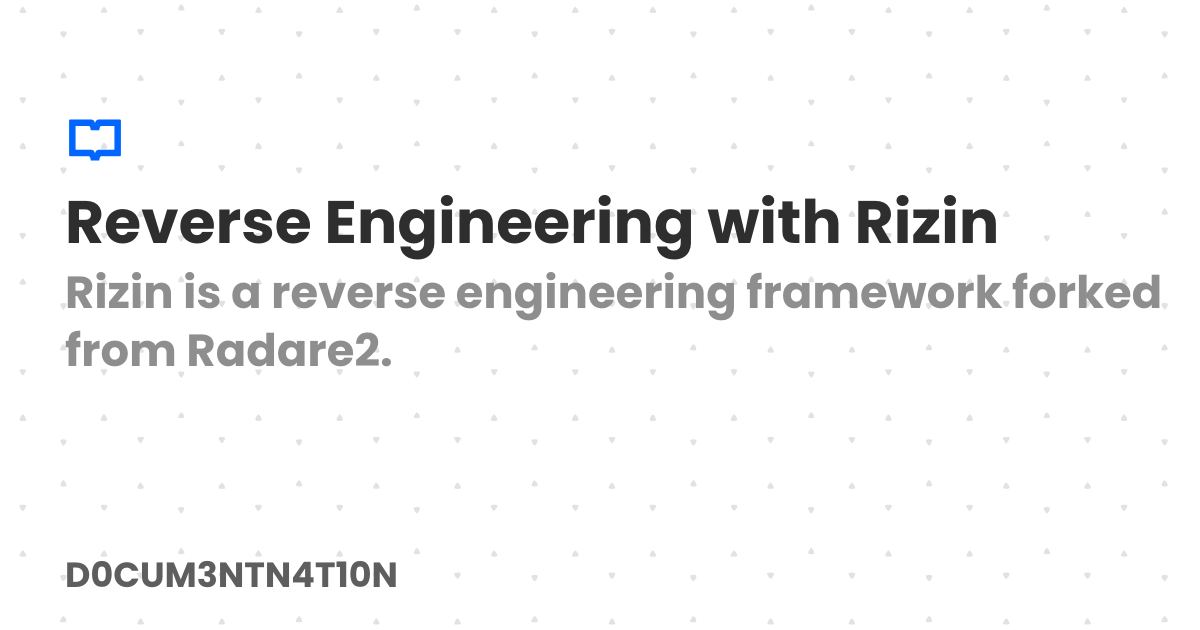 Reverse Engineering with Rizin
Rizin is a reverse engineering framework forked
from Radare2.
D0CUM3NTN4T10N